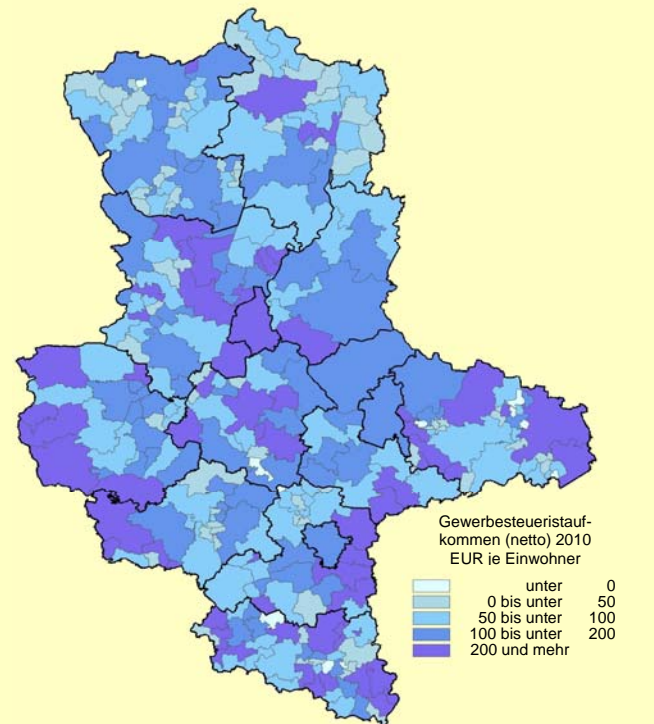 Gewerbesteueristauf-
kommen (netto) 2010
EUR je Einwohner
unter 0
0 bis unter 50
50 bis unter 100
100 bis unter 200
200 und mehr